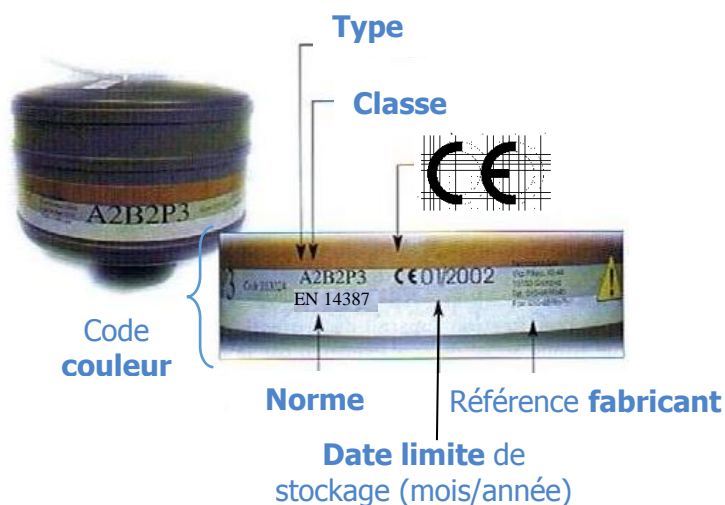 Type
Classe
CE
A2B2P3
A2B2P3
CE 01/2002
EN 14387
Code
couleur
Norme
Référence fabricant
Date limite de
stockage (mois/année)